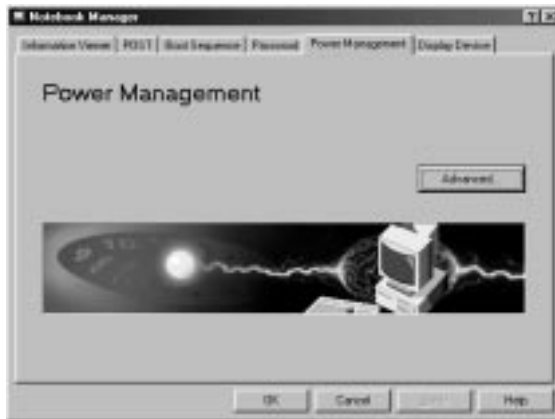 Notebook Manager
Information Viewer POST Boot Sequence Password Power Management Display Device
Power Management
Advanced...
OK Cancel Help